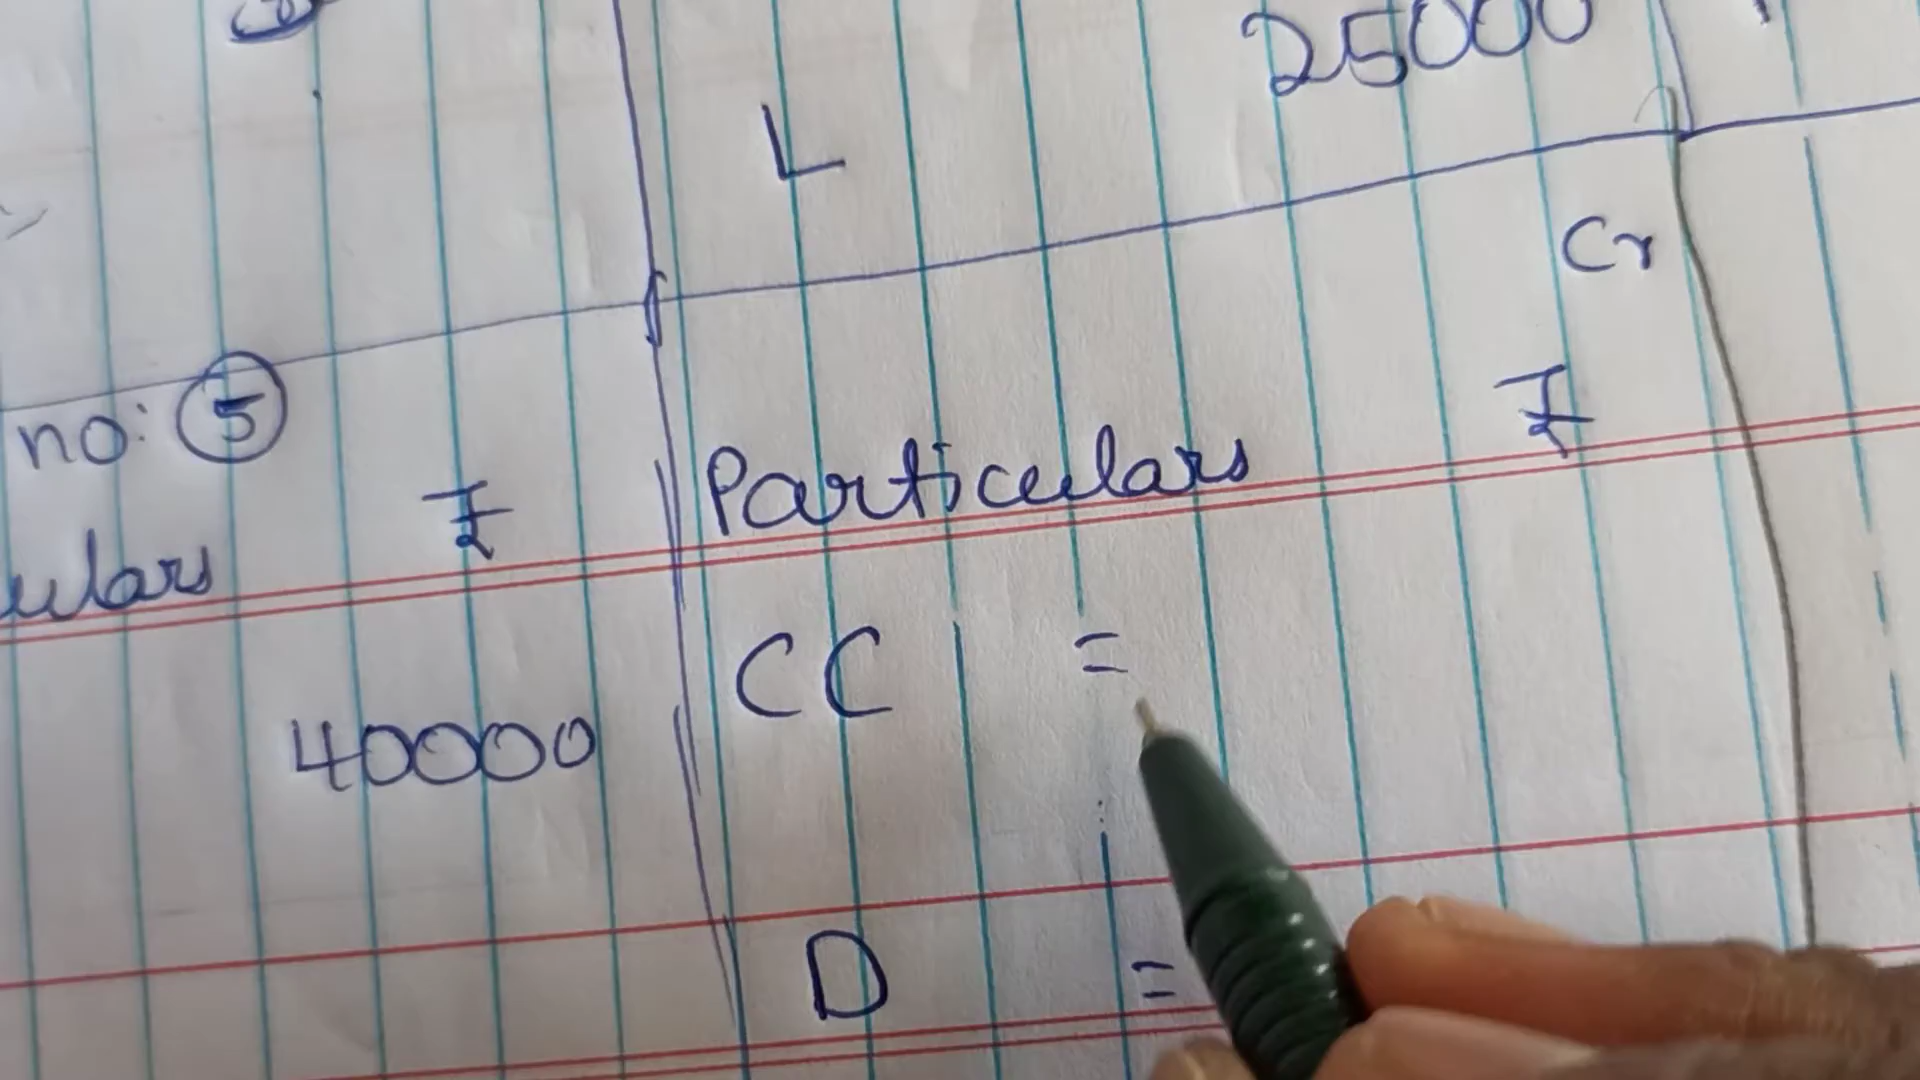 25000
L
Cr
no: 5
₹ Particulars ₹
ulars
CC =
40000
D =